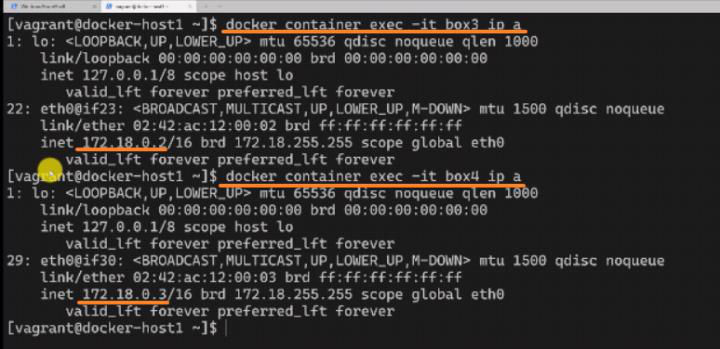 Windows PowerShell
vagrant@docker-host1:~
[vagrant@docker-host1 ~]$ docker container exec -it box3 ip a
1: lo: <LOOPBACK,UP,LOWER_UP> mtu 65536 qdisc noqueue qlen 1000
link/loopback 00:00:00:00:00:00 brd 00:00:00:00:00:00
inet 127.0.0.1/8 scope host lo
valid_lft forever preferred_lft forever
22: eth0@if23: <BROADCAST,MULTICAST,UP,LOWER_UP,M-DOWN> mtu 1500 qdisc noqueue
link/ether 02:42:ac:12:00:02 brd ff:ff:ff:ff:ff:ff
inet 172.18.0.2/16 brd 172.18.255.255 scope global eth0
valid_lft forever preferred_lft forever
[vagrant@docker-host1 ~]$ docker container exec -it box4 ip a
1: lo: <LOOPBACK,UP,LOWER_UP> mtu 65536 qdisc noqueue qlen 1000
link/loopback 00:00:00:00:00:00 brd 00:00:00:00:00:00
inet 127.0.0.1/8 scope host lo
valid_lft forever preferred_lft forever
29: eth0@if30: <BROADCAST,MULTICAST,UP,LOWER_UP,M-DOWN> mtu 1500 qdisc noqueue
link/ether 02:42:ac:12:00:03 brd ff:ff:ff:ff:ff:ff
inet 172.18.0.3/16 brd 172.18.255.255 scope global eth0
valid_lft forever preferred_lft forever
[vagrant@docker-host1 ~]$